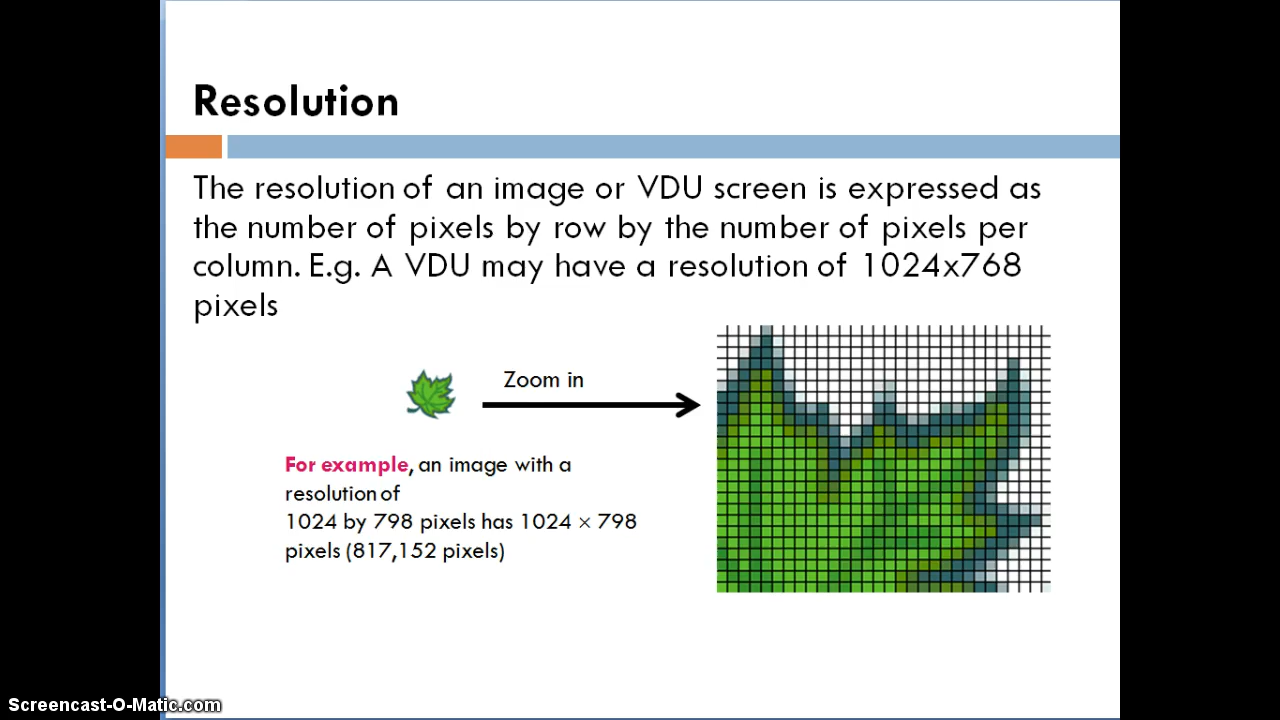 Resolution
The resolution of an image or VDU screen is expressed as
the number of pixels by row by the number of pixels per
column. E.g. A VDU may have a resolution of 1024x768
pixels
Zoom in
For example, an image with a
resolution of
1024 by 798 pixels has 1024 × 798
pixels (817,152 pixels)
Screencast-O-Matic.com